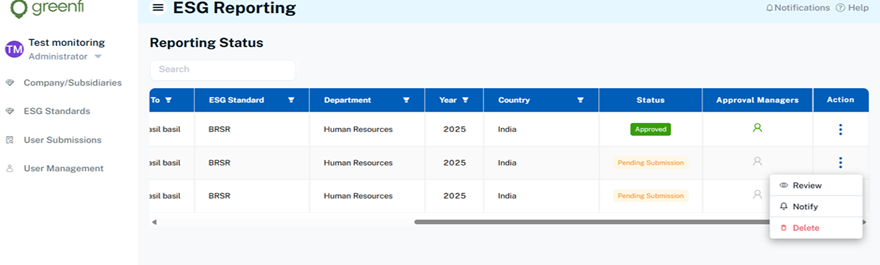 greenfi
ESG Reporting
Notifications
Help
TM
Test monitoring
Administrator
Company/Subsidiaries
ESG Standards
User Submissions
User Management
Reporting Status
Search
To ESG Standard Department Year Country Status Approval Managers Action
asil basil BRSR Human Resources 2025 India Approved
asil basil BRSR Human Resources 2025 India Pending Submission
asil basil BRSR Human Resources 2025 India Pending Submission
Review
Notify
Delete